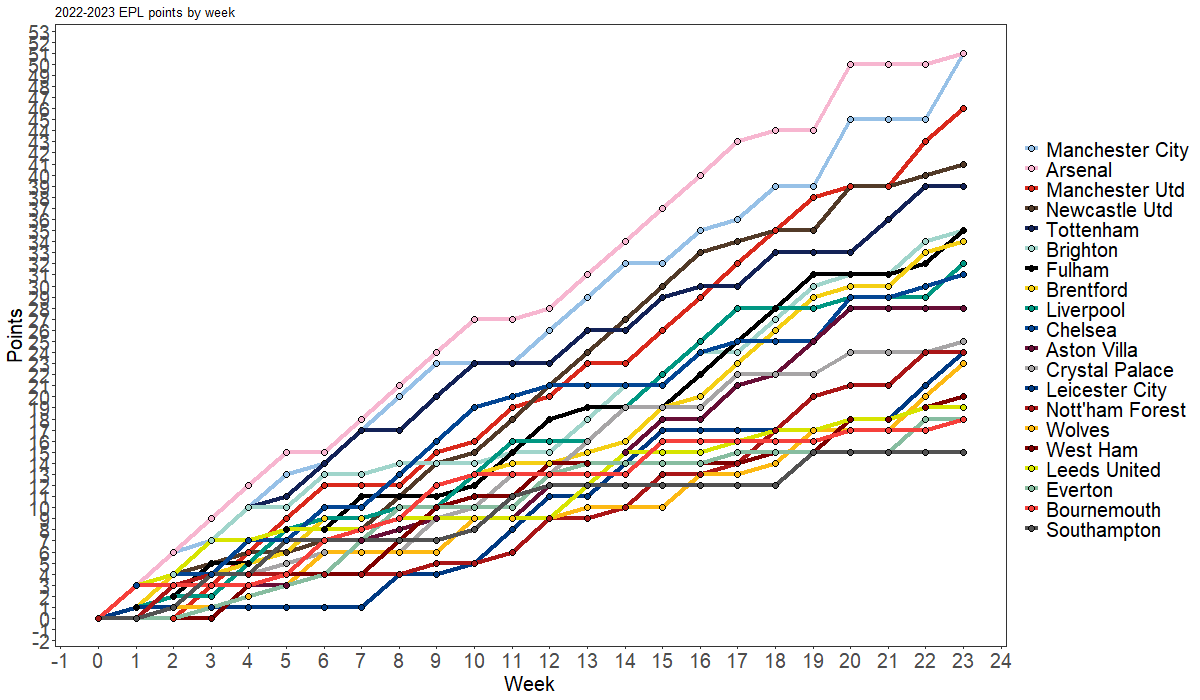 2022-2023 EPL points by week
53
52
51
50
49
48
47
46
45
44
43
42
41
40
39
38
37
36
35
34
33
32
31
30
29
28
27
26
25
24
23
22
21
20
19
18
17
16
15
14
13
12
11
10
9
8
7
6
5
4
3
2
1
0
-1
-2
Points
-1 0 1 2 3 4 5 6 7 8 9 10 11 12 13 14 15 16 17 18 19 20 21 22 23 24
Week
Manchester City
Arsenal
Manchester Utd
Newcastle Utd
Tottenham
Brighton
Fulham
Brentford
Liverpool
Chelsea
Aston Villa
Crystal Palace
Leicester City
Nott'ham Forest
Wolves
West Ham
Leeds United
Everton
Bournemouth
Southampton